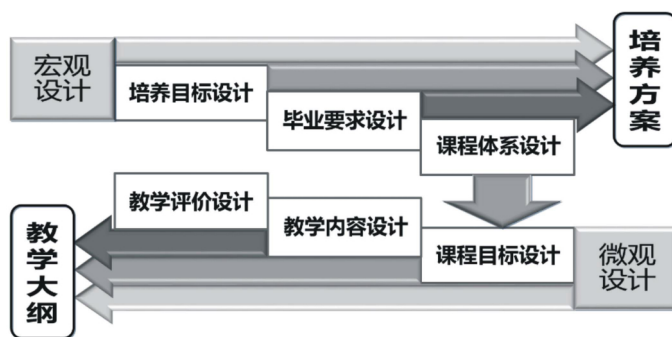 宏观
设计
培养目标设计
毕业要求设计
课程体系设计
培养方案
教学评价设计
教学内容设计
课程目标设计
微观
设计
教学大纲